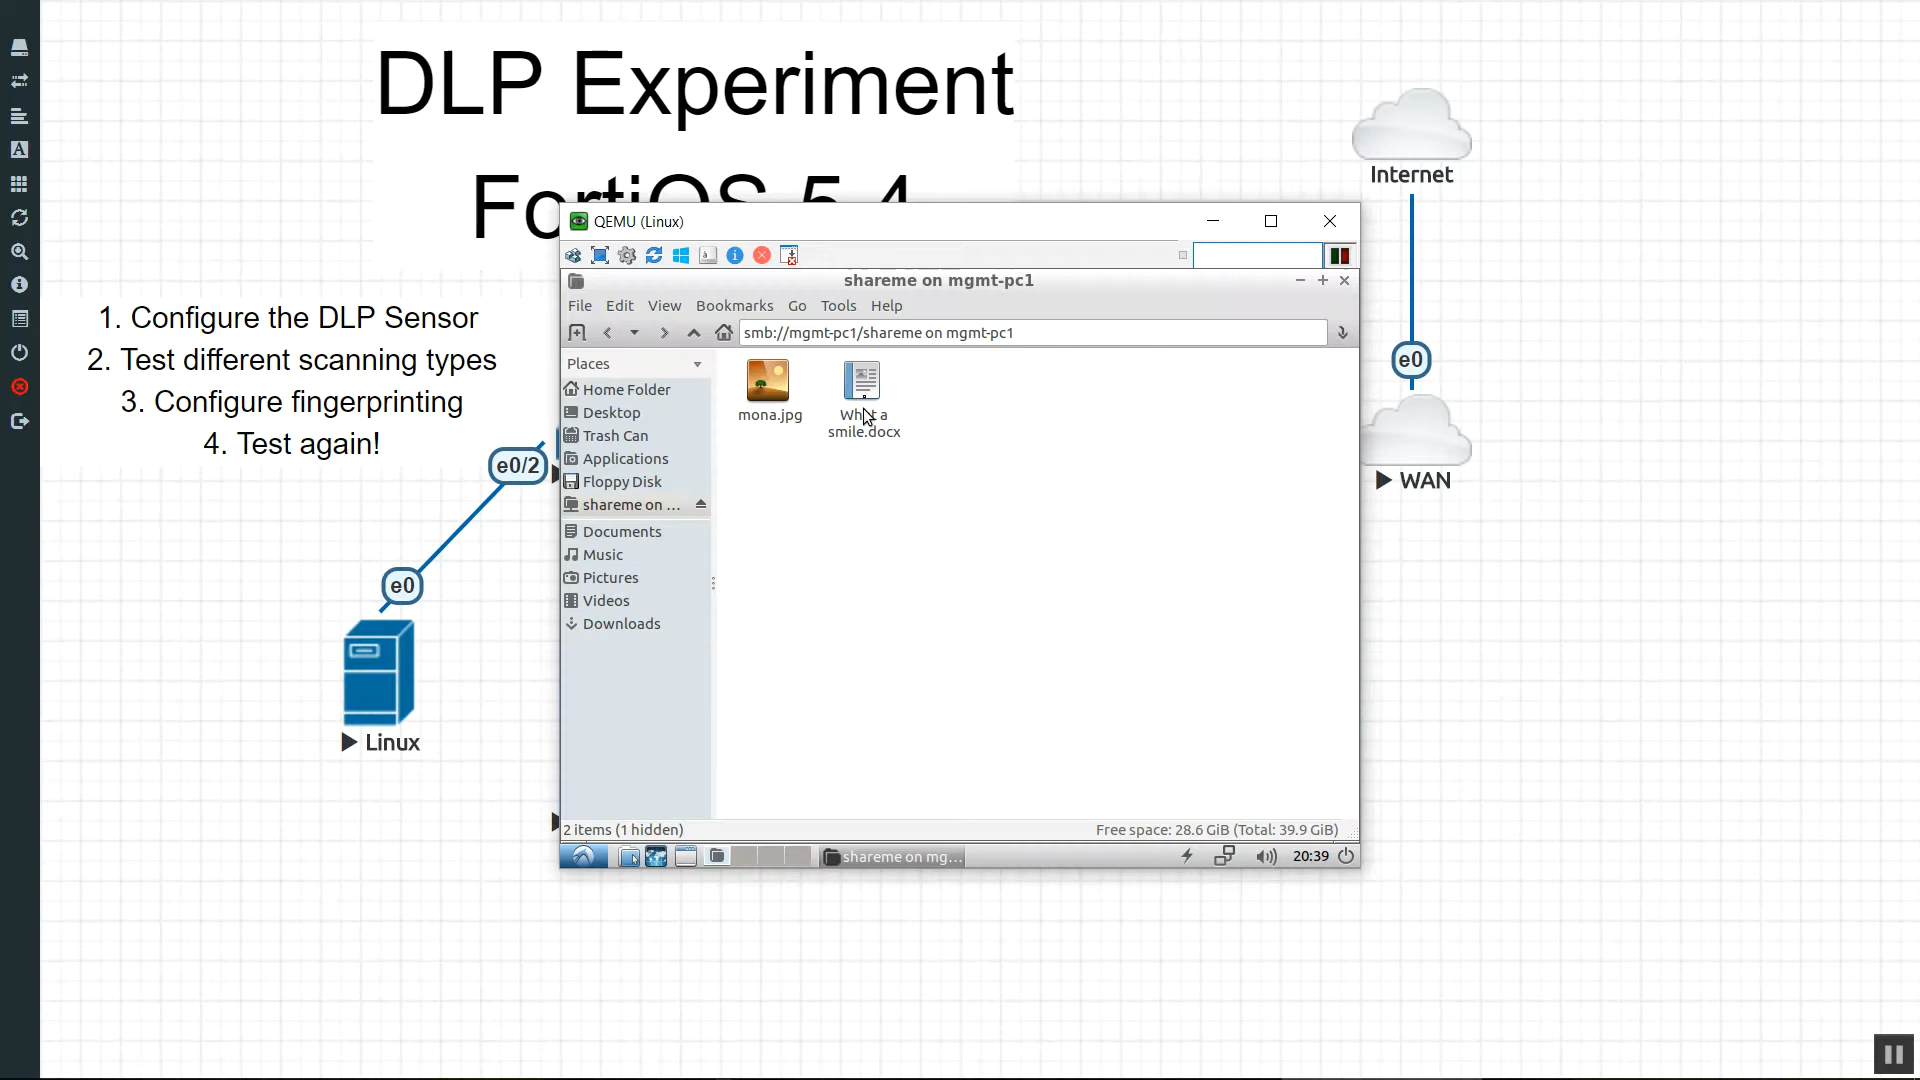 DLP Experiment
FortiOS 5.4
1. Configure the DLP Sensor
2. Test different scanning types
3. Configure fingerprinting
4. Test again!
Internet
e0
WAN
e0/2
e0
Linux
QEMU (Linux)
shareme on mgmt-pc1
File Edit View Bookmarks Go Tools Help
smb://mgmt-pc1/shareme on mgmt-pc1
Places
Home Folder
Desktop
Trash Can
Applications
Floppy Disk
shareme on ...
Documents
Music
Pictures
Videos
Downloads
mona.jpg
What a
smile.docx
2 items (1 hidden)
Free space: 28.6 GiB (Total: 39.9 GiB)
shareme on mg...
20:39